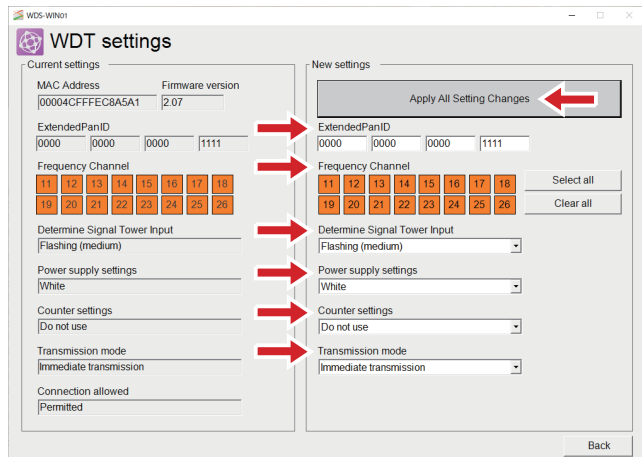 WDS-WIN01
WDT settings
Current settings
MAC Address Firmware version
00004CFFFEC8A5A1 2.07
ExtendedPanID
0000 0000 0000 1111
Frequency Channel
11 12 13 14 15 16 17 18
19 20 21 22 23 24 25 26
Determine Signal Tower Input
Flashing (medium)
Power supply settings
White
Counter settings
Do not use
Transmission mode
Immediate transmission
Connection allowed
Permitted
New settings
Apply All Setting Changes
ExtendedPanID
0000 0000 0000 1111
Frequency Channel
11 12 13 14 15 16 17 18 Select all
19 20 21 22 23 24 25 26 Clear all
Determine Signal Tower Input
Flashing (medium)
Power supply settings
White
Counter settings
Do not use
Transmission mode
Immediate transmission
Back